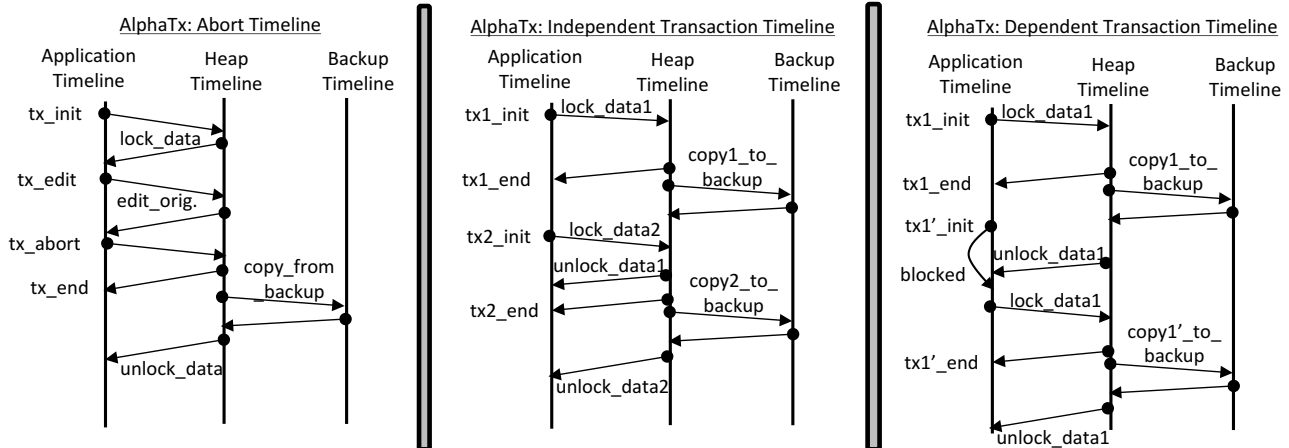 AlphaTx: Abort Timeline
Application
Timeline
Heap
Timeline
Backup
Timeline
tx_init
lock_data
tx_edit
edit_orig.
tx_abort
tx_end
copy_from
_backup
unlock_data
AlphaTx: Independent Transaction Timeline
Application
Timeline
Heap
Timeline
Backup
Timeline
tx1_init
lock_data1
copy1_to_
backup
tx1_end
tx2_init
lock_data2
unlock_data1
copy2_to_
backup
tx2_end
unlock_data2
AlphaTx: Dependent Transaction Timeline
Application
Timeline
Heap
Timeline
Backup
Timeline
tx1_init
lock_data1
copy1_to_
backup
tx1_end
tx1’_init
unlock_data1
blocked
lock_data1
copy1’_to_
backup
tx1’_end
unlock_data1